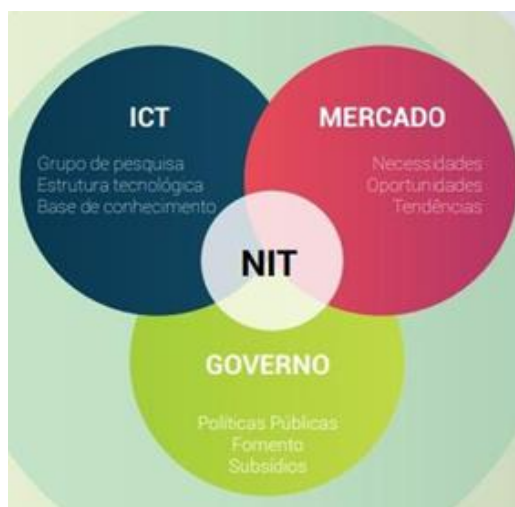 ICT
Grupo de pesquisa
Estrutura tecnológica
Base de conhecimento
MERCADO
Necessidades
Oportunidades
Tendências
NIT
GOVERNO
Políticas Públicas
Fomento
Subsídios